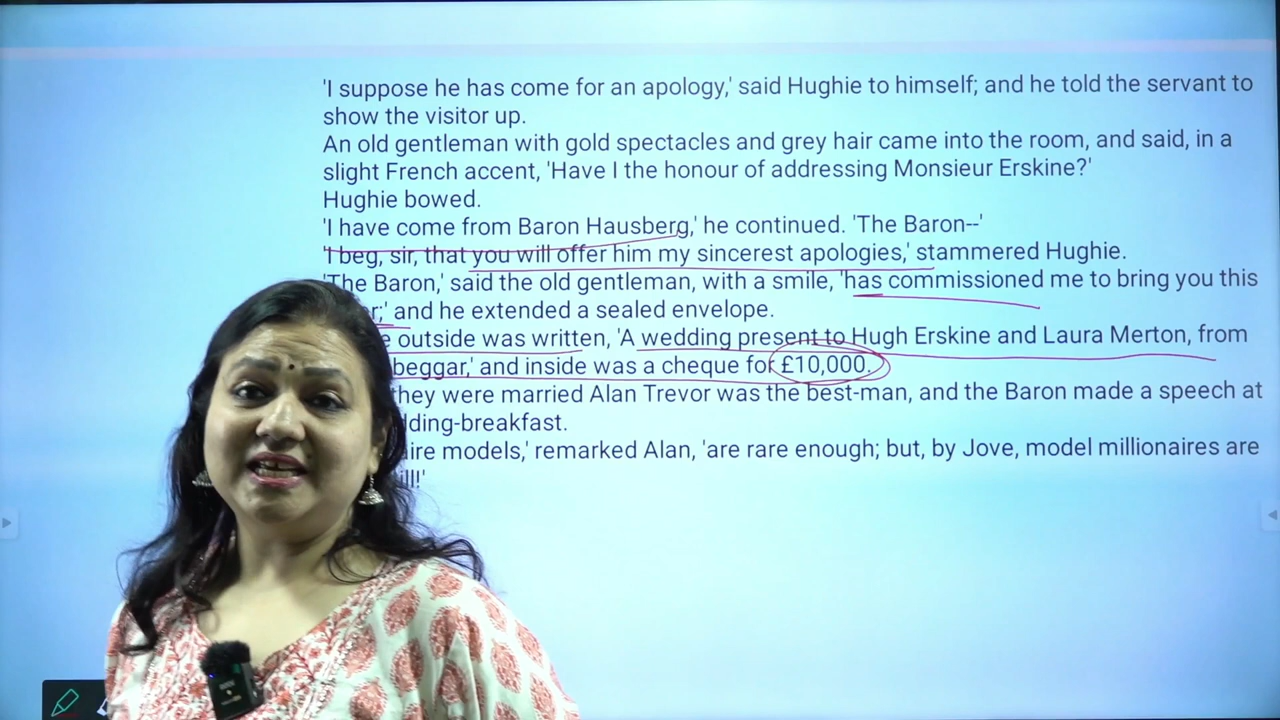 'I suppose he has come for an apology,' said Hughie to himself; and he told the servant to
show the visitor up.
An old gentleman with gold spectacles and grey hair came into the room, and said, in a
slight French accent, 'Have I the honour of addressing Monsieur Erskine?'
Hughie bowed.
'I have come from Baron Hausberg,' he continued. 'The Baron--'
'I beg, sir, that you will offer him my sincerest apologies,' stammered Hughie.
'The Baron,' said the old gentleman, with a smile, 'has commissioned me to bring you this
and he extended a sealed envelope.
outside was written, 'A wedding present to Hugh Erskine and Laura Merton, from
beggar,' and inside was a cheque for £10,000.
they were married Alan Trevor was the best-man, and the Baron made a speech at
models,' remarked Alan, 'are rare enough; but, by Jove, model millionaires are